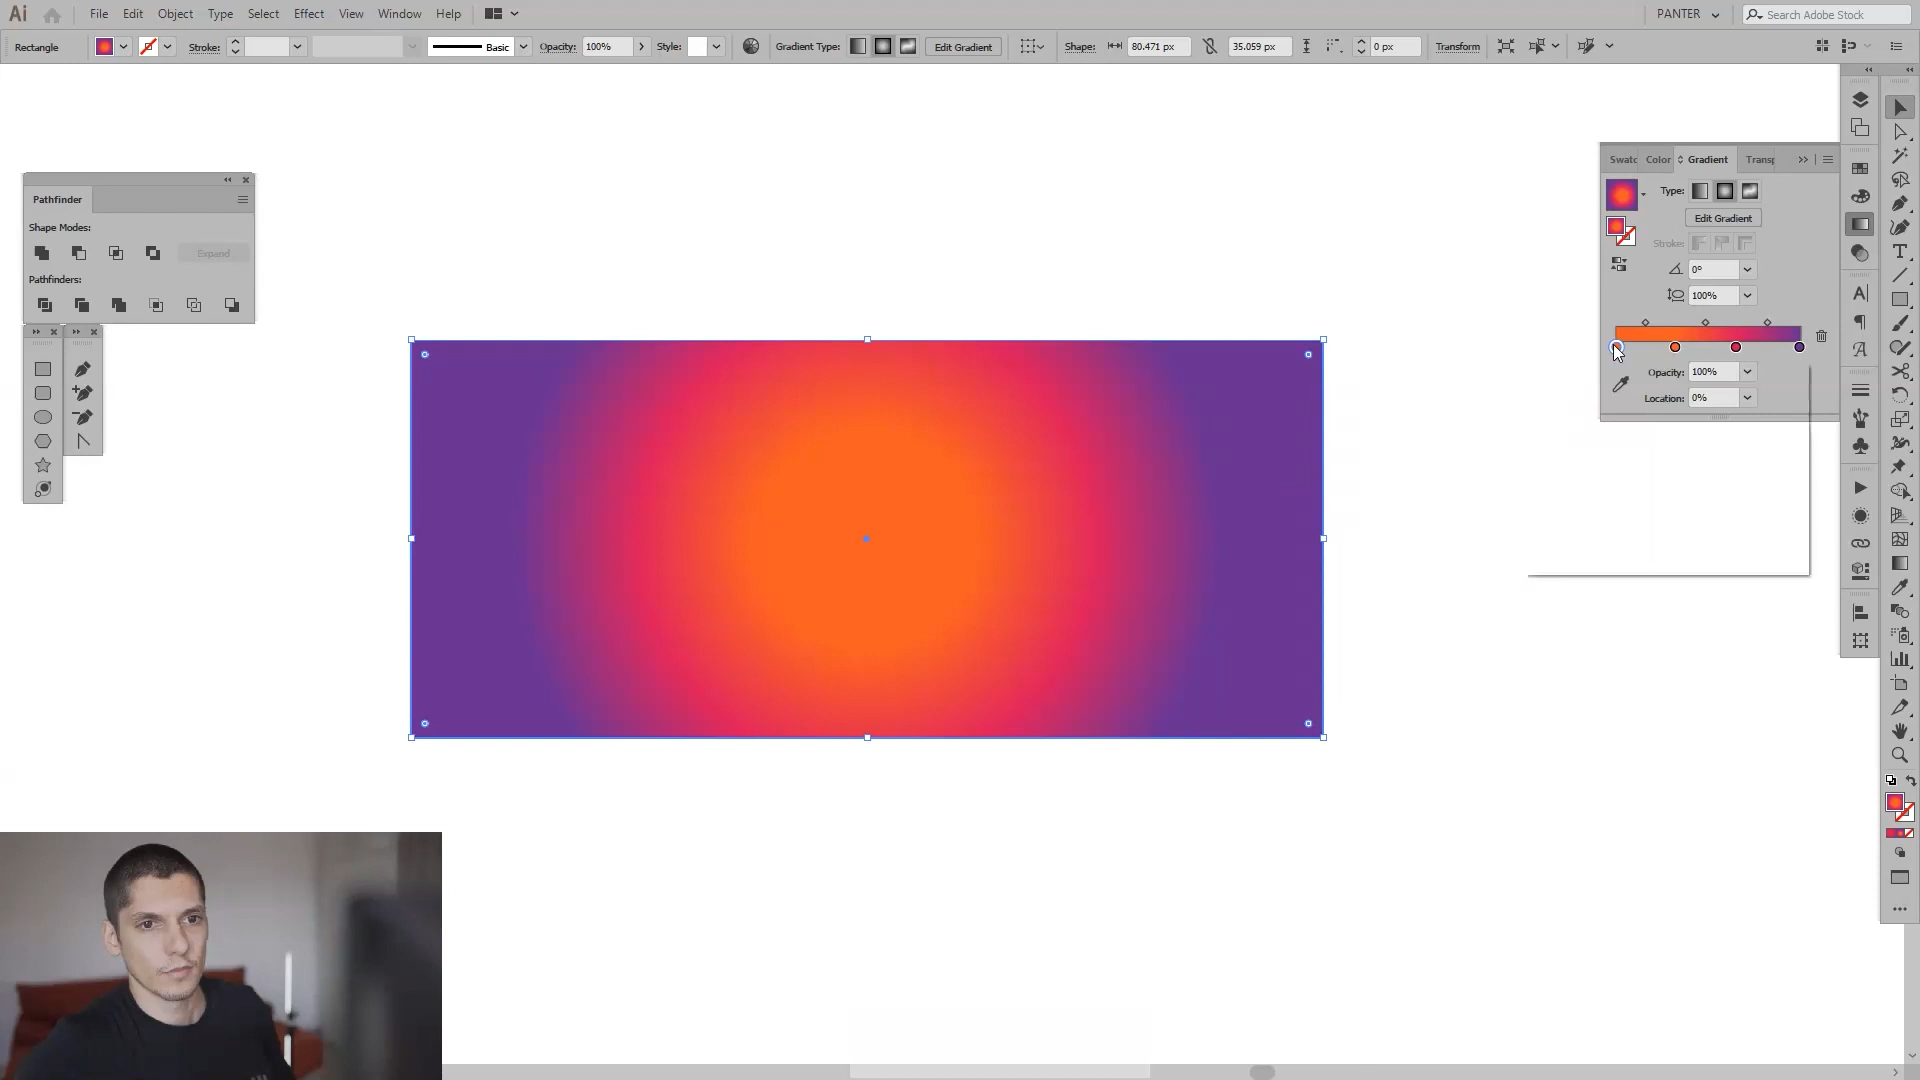 Ai File Edit Object Type Select Effect View Window Help PANTER Search Adobe Stock
Rectangle Stroke: Basic Opacity: 100% Style: Gradient Type: Edit Gradient Shape: 80.471 px 35.059 px 0 px Transform
Swatc Color Gradient Transp
Type:
Edit Gradient
Stroke:
0°
100%
Opacity: 100%
Location: 0%
Pathfinder
Shape Modes:
Expand
Pathfinders: